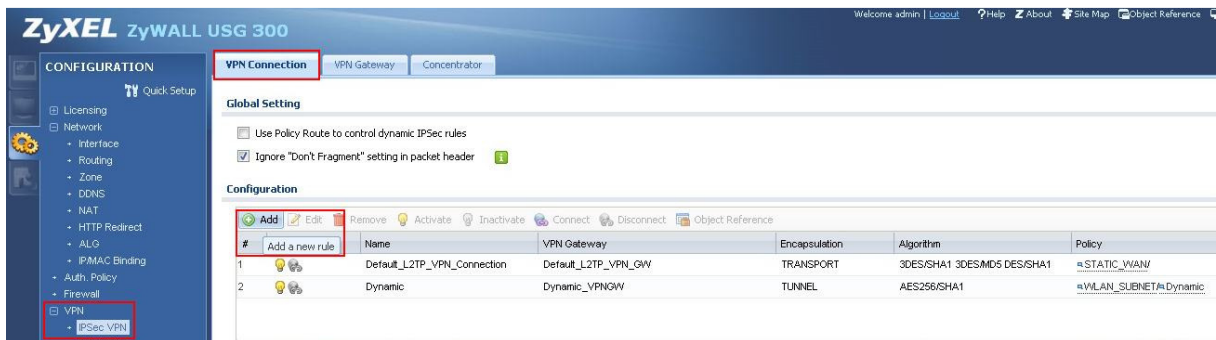 Welcome admin | Logout ?Help Z About Site Map Object Reference
ZyXEL ZyWALL USG 300
CONFIGURATION
Quick Setup
Licensing
Network
Interface
Routing
Zone
DDNS
NAT
HTTP Redirect
ALG
IP/MAC Binding
Auth. Policy
Firewall
VPN
IPSec VPN
VPN Connection VPN Gateway Concentrator
Global Setting
Use Policy Route to control dynamic IPSec rules
Ignore "Don't Fragment" setting in packet header
Configuration
Add Edit Remove Activate Inactivate Connect Disconnect Object Reference
# Name VPN Gateway Encapsulation Algorithm Policy
Add a new rule
1 Default_L2TP_VPN_Connection Default_L2TP_VPN_GW TRANSPORT 3DES/SHA1 3DES/MD5 DES/SHA1 STATIC_WAN/
2 Dynamic Dynamic_VPNGW TUNNEL AES256/SHA1 WLAN_SUBNET/Dynamic